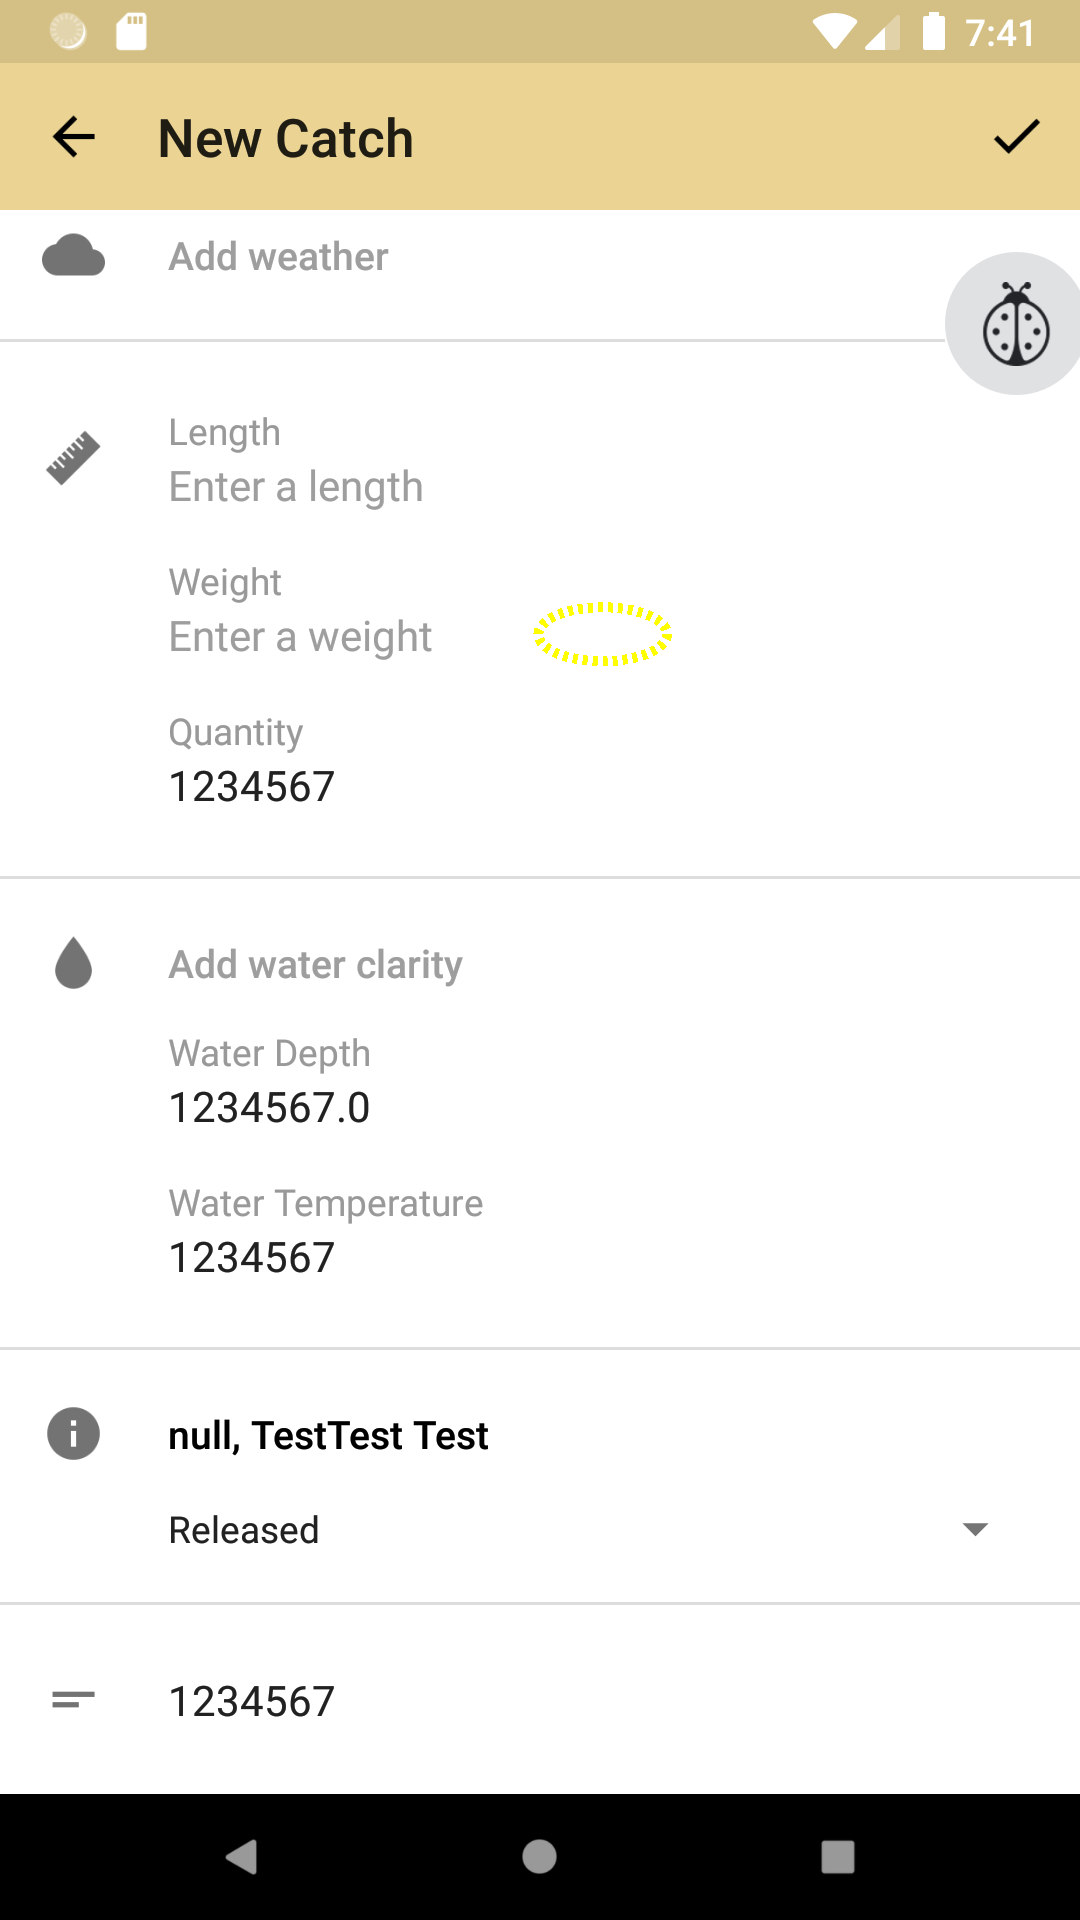 7:41
New Catch
Add weather
Length
Enter a length
Weight
Enter a weight
Quantity
1234567
Add water clarity
Water Depth
1234567.0
Water Temperature
1234567
null, TestTest Test
Released
1234567